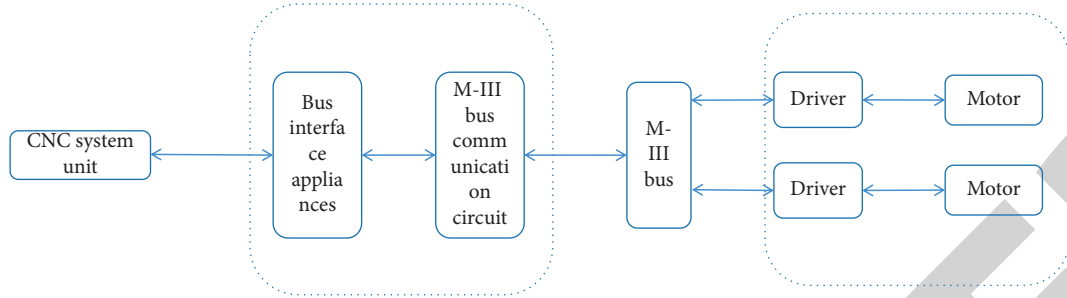 CNC system
unit
Bus
interfa
ce
applia
nces
M-III
bus
comm
unicati
on
circuit
M-
III
bus
Driver
Motor
Driver
Motor